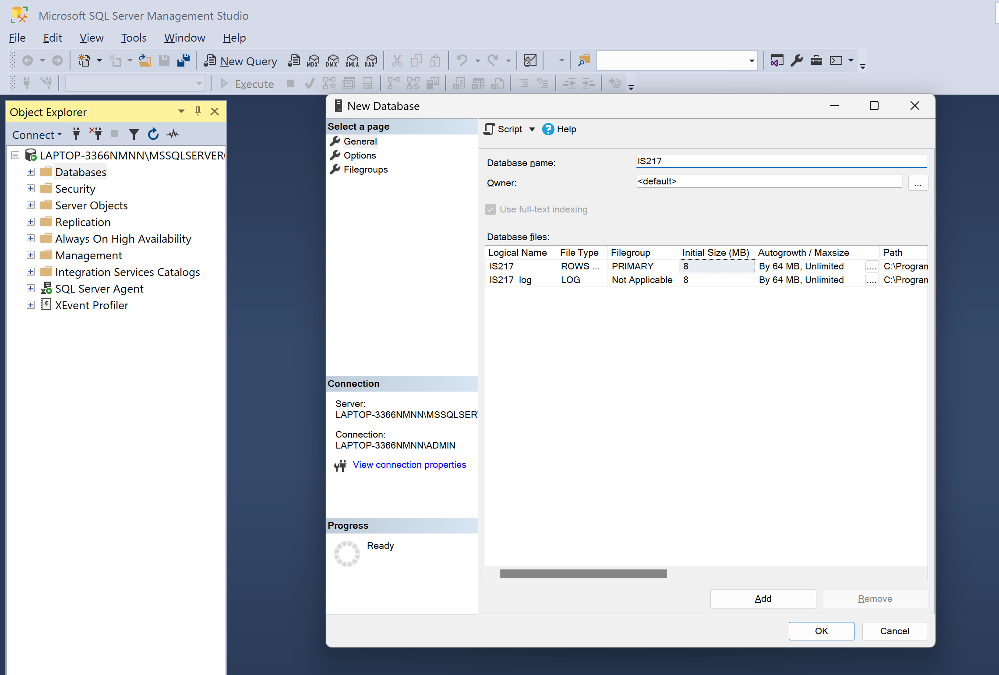 Microsoft SQL Server Management Studio
File Edit View Tools Window Help
New Query MDX DMX XMLA DAX
Execute
Object Explorer
Connect
LAPTOP-3366NMNN\MSSQLSERVER
Databases
Security
Server Objects
Replication
Always On High Availability
Management
Integration Services Catalogs
SQL Server Agent
XEvent Profiler
New Database
Select a page
General
Options
Filegroups
Connection
Server:
LAPTOP-3366NMNN\MSSQLSER
Connection:
LAPTOP-3366NMNN\ADMIN
View connection properties
Progress
Ready
Script ? Help
Database name: IS217
Owner: <default> ...
Use full-text indexing
Database files:
Logical Name File Type Filegroup Initial Size (MB) Autogrowth / Maxsize Path
IS217 ROWS ... PRIMARY 8 By 64 MB, Unlimited .... C:\Program
IS217_log LOG Not Applicable 8 By 64 MB, Unlimited .... C:\Program
Add Remove
OK Cancel